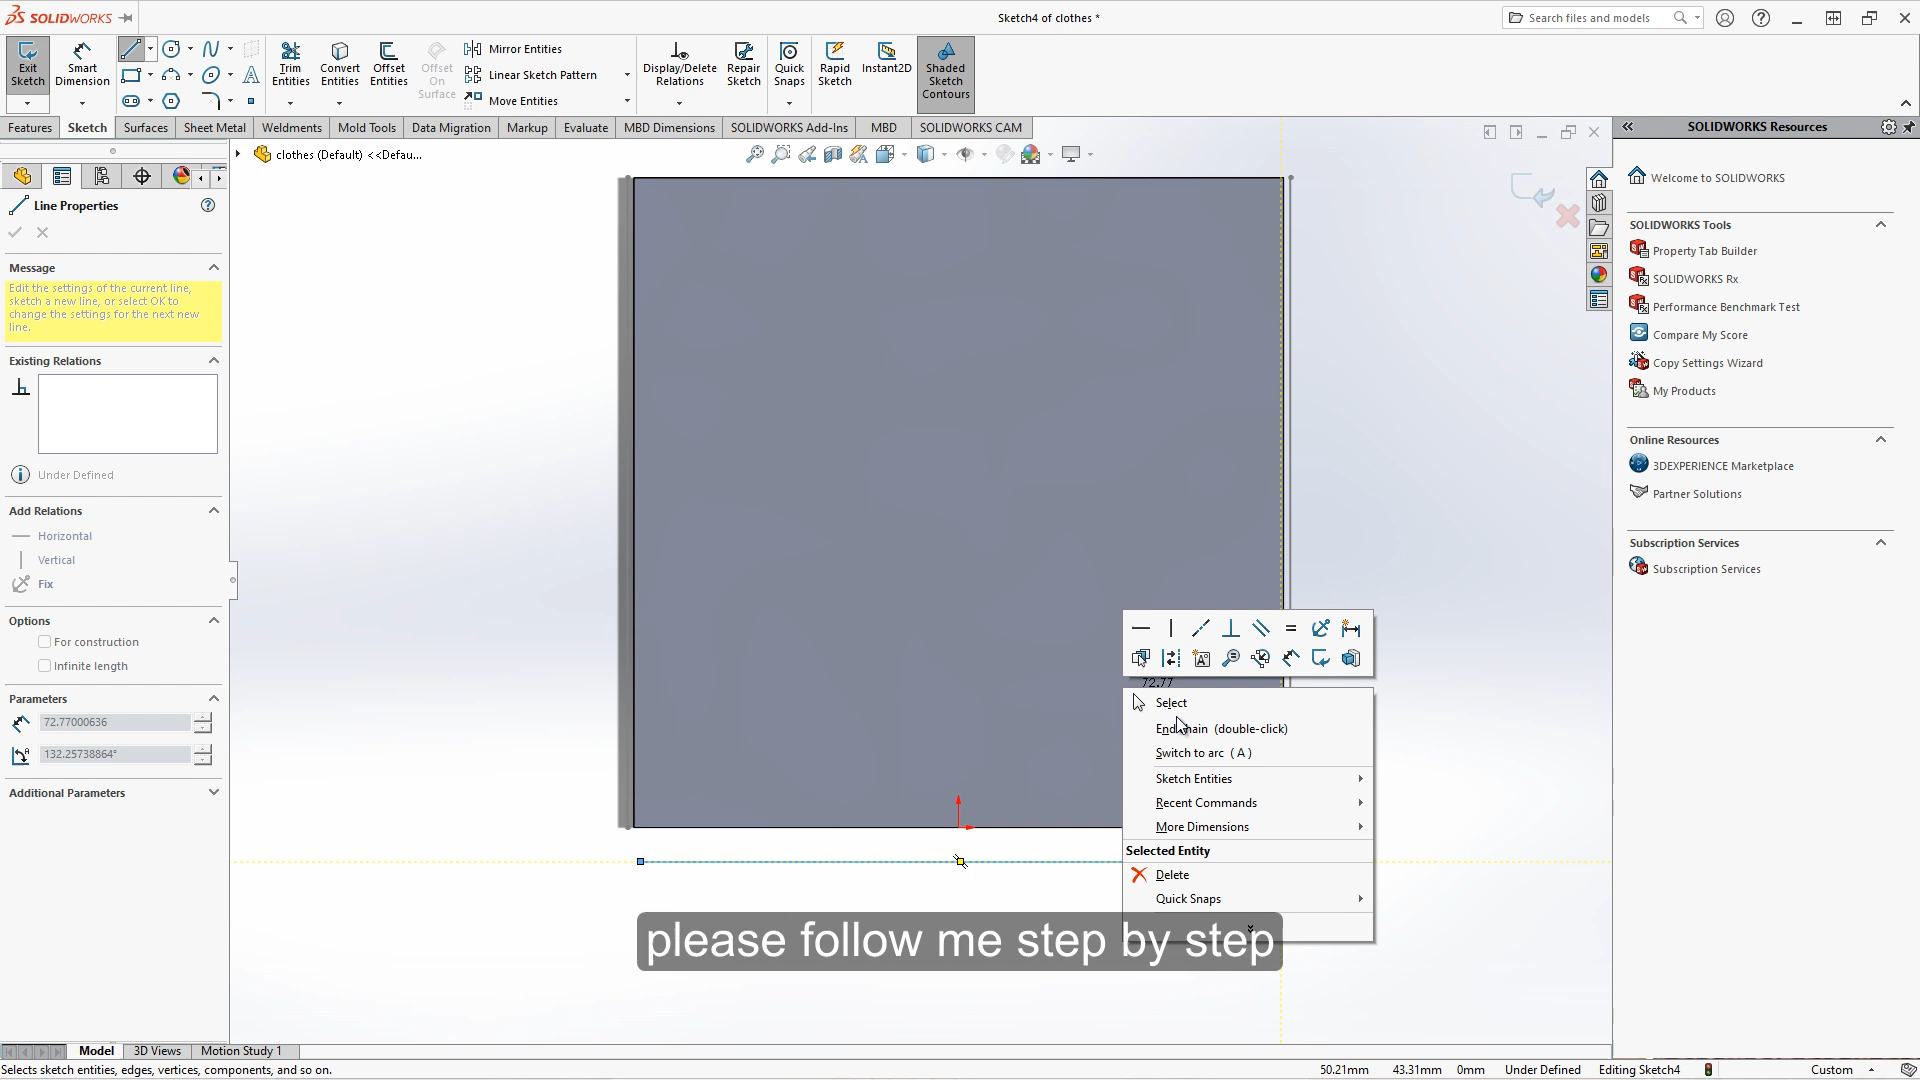 SOLIDWORKS
Sketch4 of clothes *
Search files and models
Exit Sketch
Smart Dimension
Trim Entities
Convert Entities
Offset Entities
Offset On Surface
Mirror Entities
Linear Sketch Pattern
Move Entities
Display/Delete Relations
Repair Sketch
Quick Snaps
Rapid Sketch
Instant2D
Shaded Sketch Contours
Features
Sketch
Surfaces
Sheet Metal
Weldments
Mold Tools
Data Migration
Markup
Evaluate
MBD Dimensions
SOLIDWORKS Add-Ins
MBD
SOLIDWORKS CAM
clothes (Default) <<Defau...
Line Properties
Message
Edit the settings of the current line,
sketch a new line, or select OK to
change the settings for the next new
line.
Existing Relations
Under Defined
Add Relations
Horizontal
Vertical
Fix
Options
For construction
Infinite length
Parameters
72.77000636
132.25738864°
Additional Parameters
72.77
Select
(double-click)
Switch to arc (A)
Sketch Entities
Recent Commands
More Dimensions
Selected Entity
Delete
Quick Snaps
please follow me step by step
SOLIDWORKS Resources
Welcome to SOLIDWORKS
SOLIDWORKS Tools
Property Tab Builder
SOLIDWORKS Rx
Performance Benchmark Test
Compare My Score
Copy Settings Wizard
My Products
Online Resources
3DEXPERIENCE Marketplace
Partner Solutions
Subscription Services
Subscription Services
Model
3D Views
Motion Study 1
Selects sketch entities, edges, vertices, components, and so on.
50.21mm
43.31mm
0mm
Under Defined
Editing Sketch4
Custom